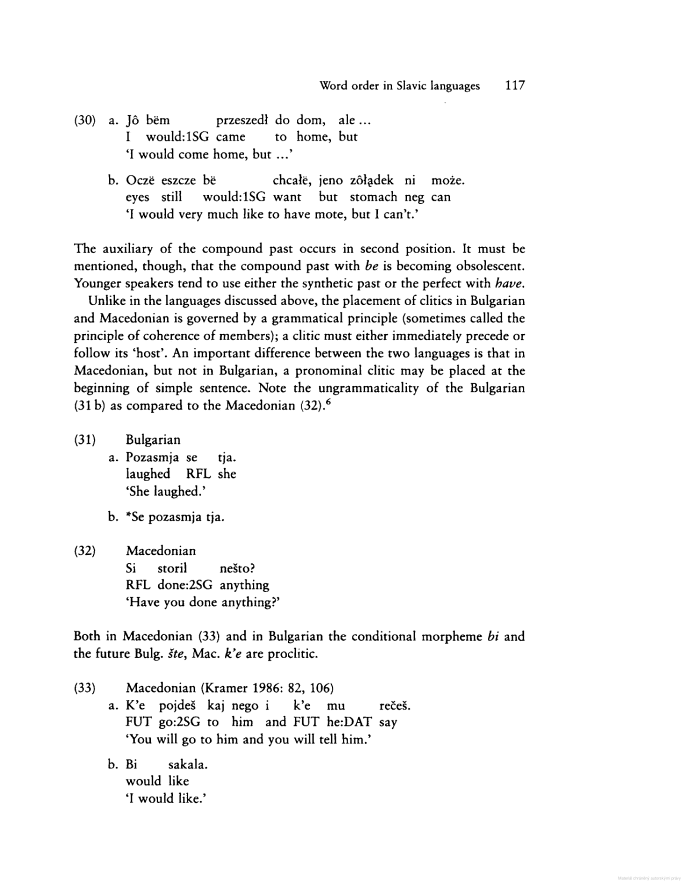 Word order in Slavic languages 117
(30) a. Jô bëm przeszedł do dom, ale ...
I would:1SG came to home, but
‘I would come home, but ...’
b. Oczë eszcze bë chcałë, jeno zôłądek ni może.
eyes still would:1SG want but stomach neg can
‘I would very much like to have mote, but I can't.’
The auxiliary of the compound past occurs in second position. It must be
mentioned, though, that the compound past with be is becoming obsolescent.
Younger speakers tend to use either the synthetic past or the perfect with have.
Unlike in the languages discussed above, the placement of clitics in Bulgarian
and Macedonian is governed by a grammatical principle (sometimes called the
principle of coherence of members); a clitic must either immediately precede or
follow its ‘host’. An important difference between the two languages is that in
Macedonian, but not in Bulgarian, a pronominal clitic may be placed at the
beginning of simple sentence. Note the ungrammaticality of the Bulgarian
(31 b) as compared to the Macedonian (32).⁶
(31) Bulgarian
a. Pozasmja se tja.
laughed RFL she
‘She laughed.’
b. *Se pozasmja tja.
(32) Macedonian
Si storil nešto?
RFL done:2SG anything
‘Have you done anything?’
Both in Macedonian (33) and in Bulgarian the conditional morpheme bi and
the future Bulg. šte, Mac. k'e are proclitic.
(33) Macedonian (Kramer 1986: 82, 106)
a. K'e pojdeš kaj nego i k'e mu rečeš.
FUT go:2SG to him and FUT he:DAT say
‘You will go to him and you will tell him.’
b. Bi sakala.
would like
‘I would like.’